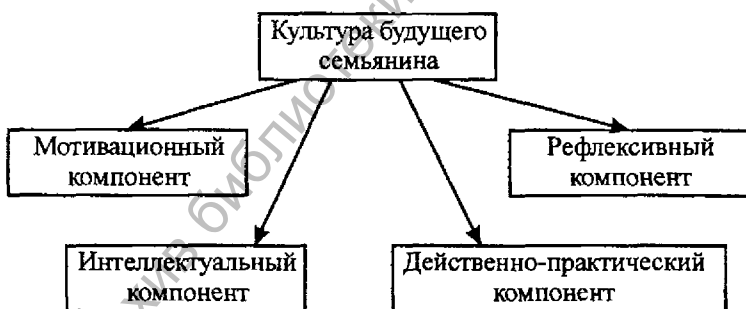 Культура будущего
семьянина
Мотивационный
компонент
Рефлексивный
компонент
Интеллектуальный
компонент
Действенно-практический
компонент